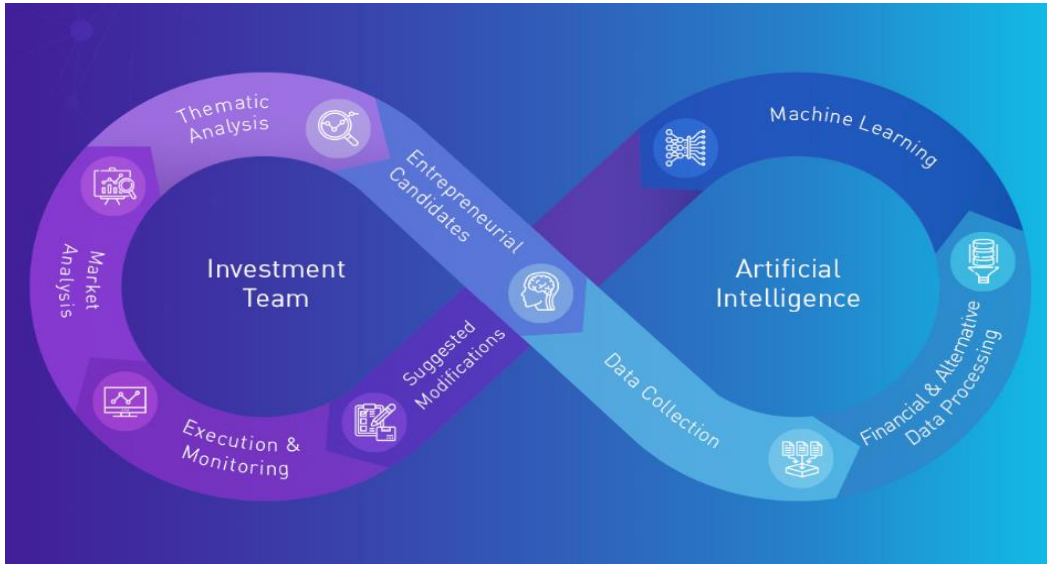 Thematic
Analysis
Entrepreneurial
Candidates
Machine Learning
Market
Analysis
Investment
Team
Artificial
Intelligence
Suggested
Modifications
Data Collection
Financial & Alternative
Data Processing
Execution &
Monitoring